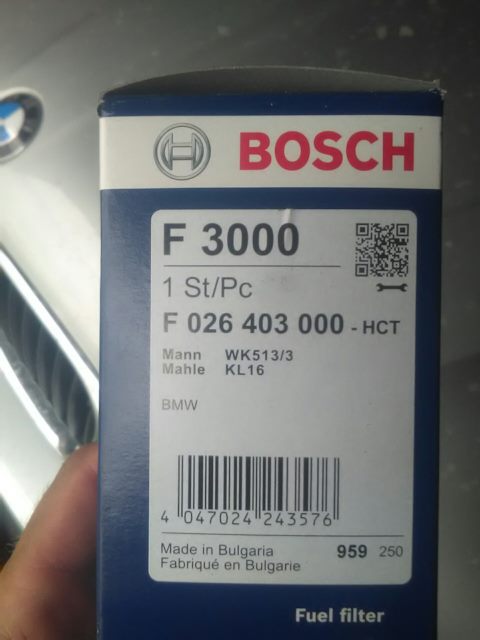 BOSCH
F 3000
1 St/Pc
F 026 403 000 - HCT
Mann WK513/3
Mahle KL16
BMW
4 047024 243576
Made in Bulgaria 959 250
Fabriqué en Bulgarie
Fuel filter